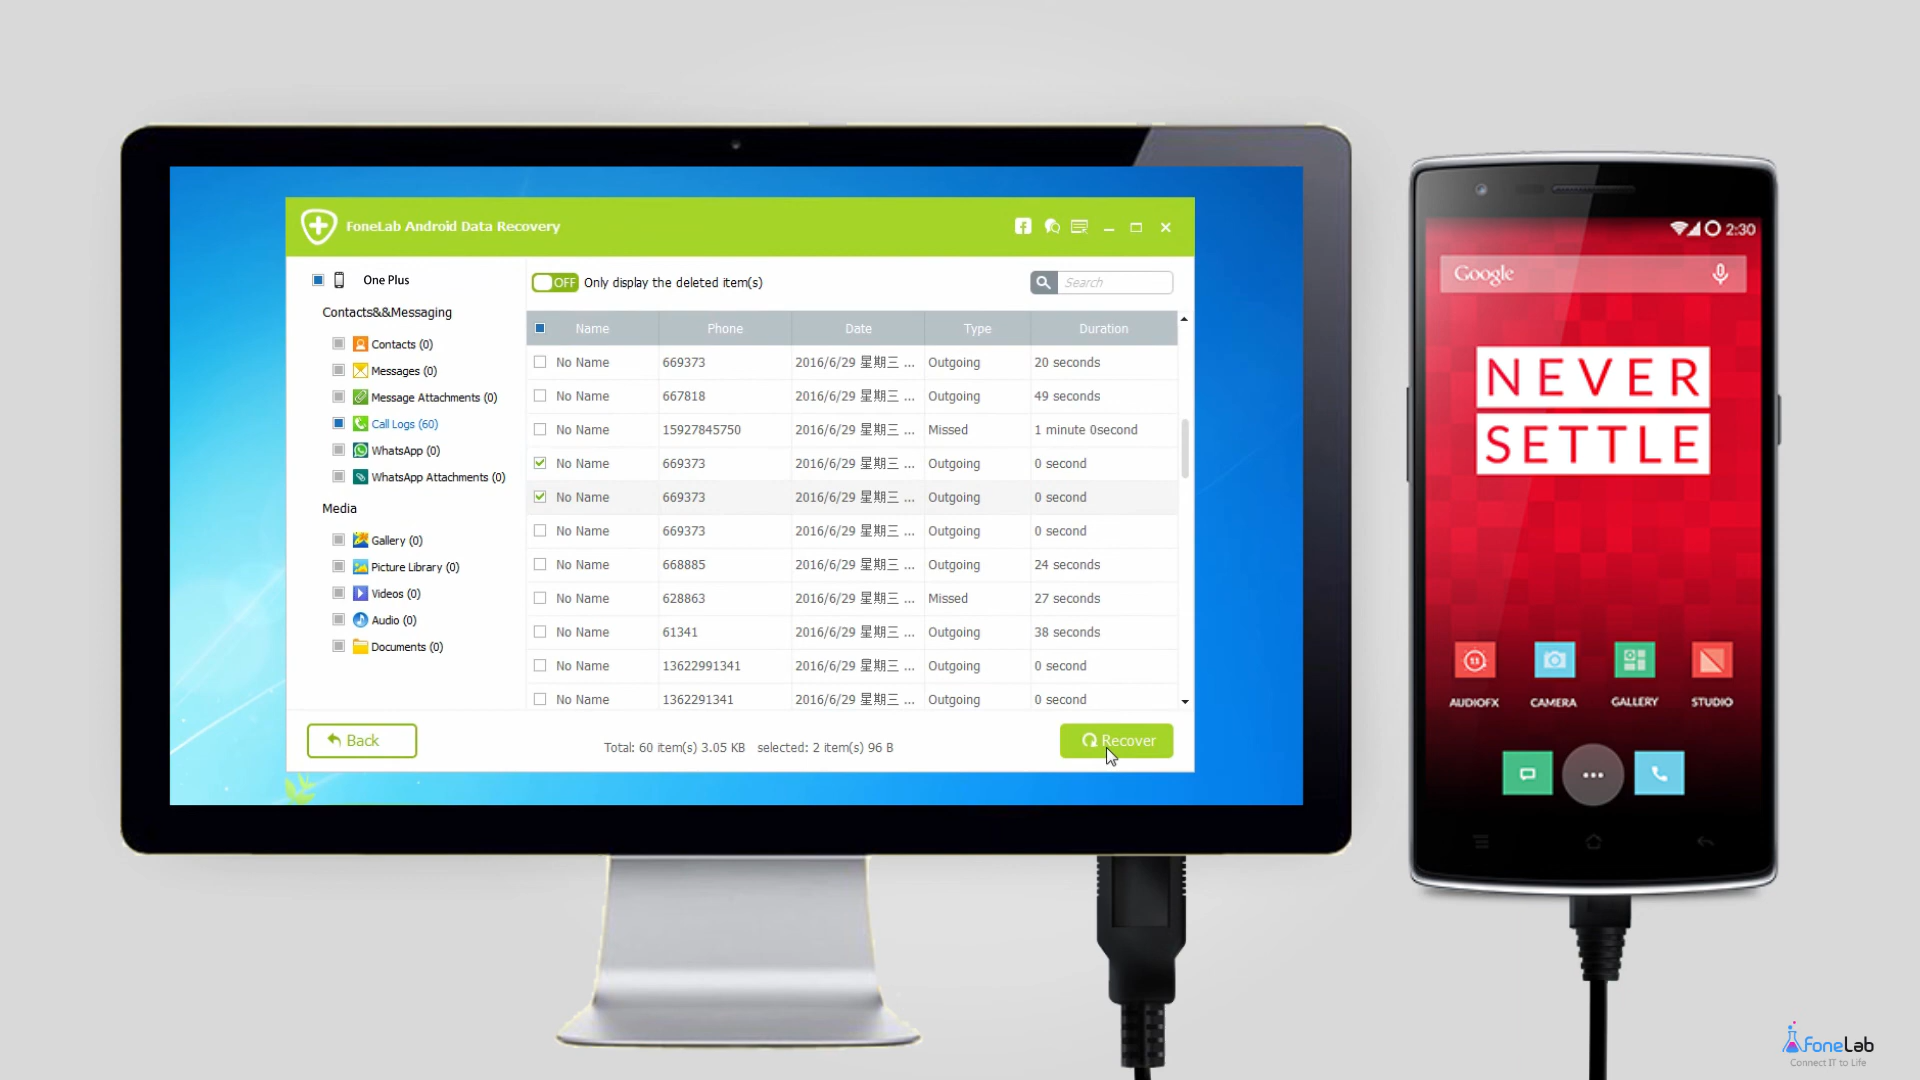 FoneLab Android Data Recovery
One Plus
Contacts&&Messaging
Contacts (0)
Messages (0)
Message Attachments (0)
Call Logs (60)
WhatsApp (0)
WhatsApp Attachments (0)
Media
Gallery (0)
Picture Library (0)
Videos (0)
Audio (0)
Documents (0)
OFF Only display the deleted item(s)
Search
Name Phone Date Type Duration
No Name 669373 2016/6/29 星期三 ... Outgoing 20 seconds
No Name 667818 2016/6/29 星期三 ... Outgoing 49 seconds
No Name 15927845750 2016/6/29 星期三 ... Missed 1 minute 0second
No Name 669373 2016/6/29 星期三 ... Outgoing 0 second
No Name 669373 2016/6/29 星期三 ... Outgoing 0 second
No Name 669373 2016/6/29 星期三 ... Outgoing 0 second
No Name 668885 2016/6/29 星期三 ... Outgoing 24 seconds
No Name 628863 2016/6/29 星期三 ... Missed 27 seconds
No Name 61341 2016/6/29 星期三 ... Outgoing 38 seconds
No Name 13622991341 2016/6/29 星期三 ... Outgoing 0 second
No Name 1362291341 2016/6/29 星期三 ... Outgoing 0 second
Back
Total: 60 item(s) 3.05 KB selected: 2 item(s) 96 B
Recover
2:30
Google
NEVER
SETTLE
AUDIOFX CAMERA GALLERY STUDIO
FoneLab
Connect IT to Life